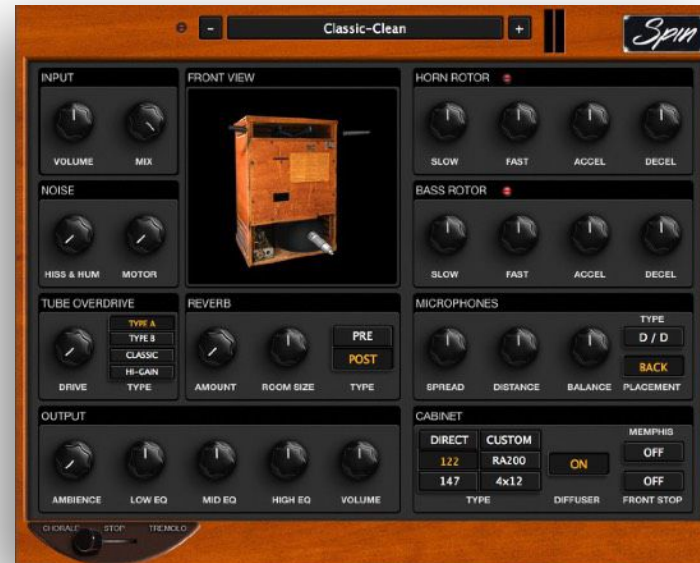 - Classic-Clean +
Spin
INPUT
VOLUME MIX
FRONT VIEW
HORN ROTOR
SLOW FAST ACCEL DECEL
NOISE
HISS & HUM MOTOR
BASS ROTOR
SLOW FAST ACCEL DECEL
TUBE OVERDRIVE
TYPE A
TYPE B
CLASSIC
HI-GAIN
DRIVE TYPE
REVERB
PRE
POST
AMOUNT ROOM SIZE TYPE
MICROPHONES
TYPE
D / D
BACK
SPREAD DISTANCE BALANCE PLACEMENT
OUTPUT
AMBIENCE LOW EQ MID EQ HIGH EQ VOLUME
CABINET
DIRECT CUSTOM
122 RA200
147 4x12
TYPE
ON
DIFFUSER
MEMPHIS
OFF
OFF
FRONT STOP
CHORALE STOP TREMOLO